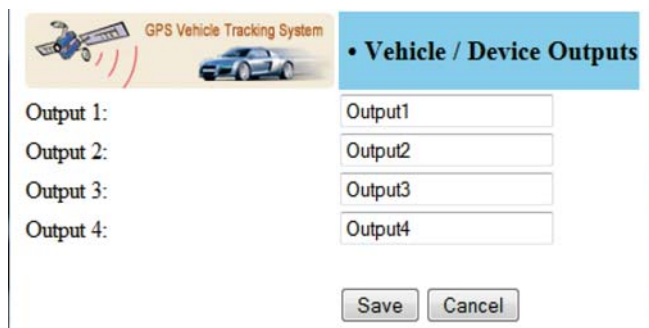 GPS Vehicle Tracking System
• Vehicle / Device Outputs
Output 1: Output1
Output 2: Output2
Output 3: Output3
Output 4: Output4
Save Cancel